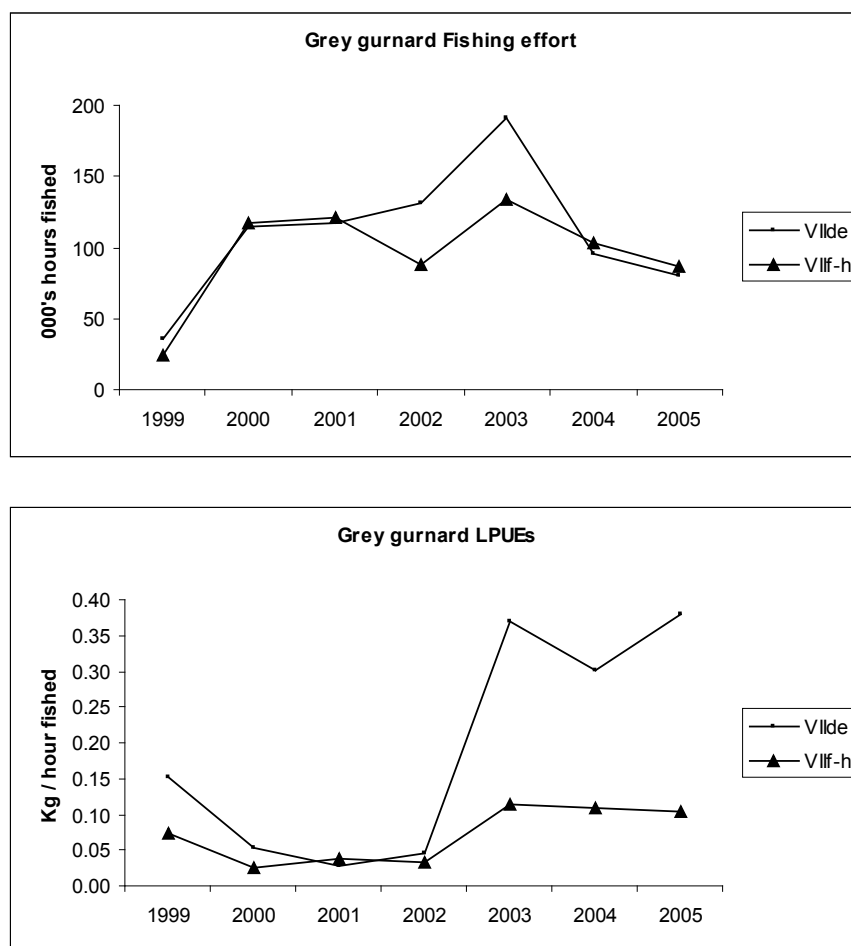 Grey gurnard Fishing effort
000's hours fished
200
150
100
50
0
1999 2000 2001 2002 2003 2004 2005
VIIde
VIIf-h
Grey gurnard LPUEs
Kg / hour fished
0.40
0.35
0.30
0.25
0.20
0.15
0.10
0.05
0.00
1999 2000 2001 2002 2003 2004 2005
VIIde
VIIf-h